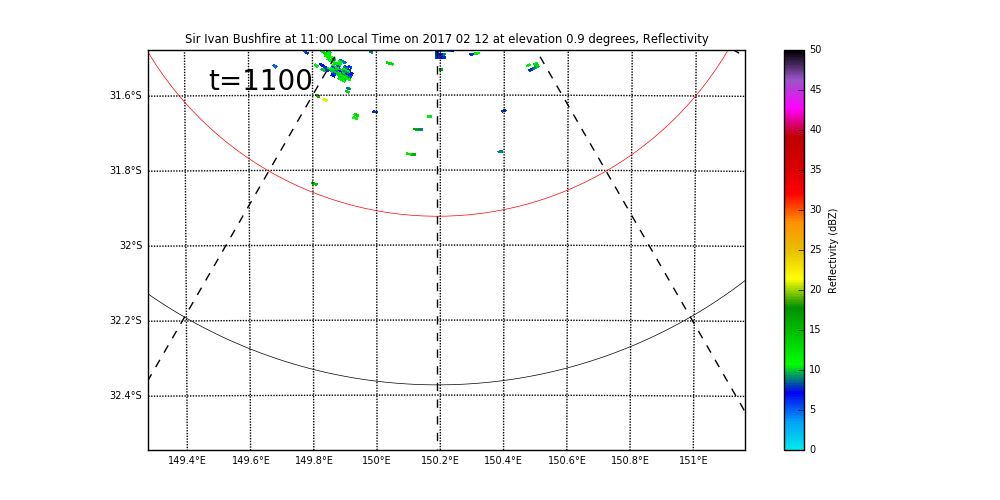 Sir Ivan Bushfire at 11:00 Local Time on 2017 02 12 at elevation 0.9 degrees, Reflectivity
t=1100
31.6°S
31.8°S
32°S
32.2°S
32.4°S
149.4°E 149.6°E 149.8°E 150°E 150.2°E 150.4°E 150.6°E 150.8°E 151°E
50
45
40
35
30
25
20
15
10
5
0
Reflectivity (dBZ)